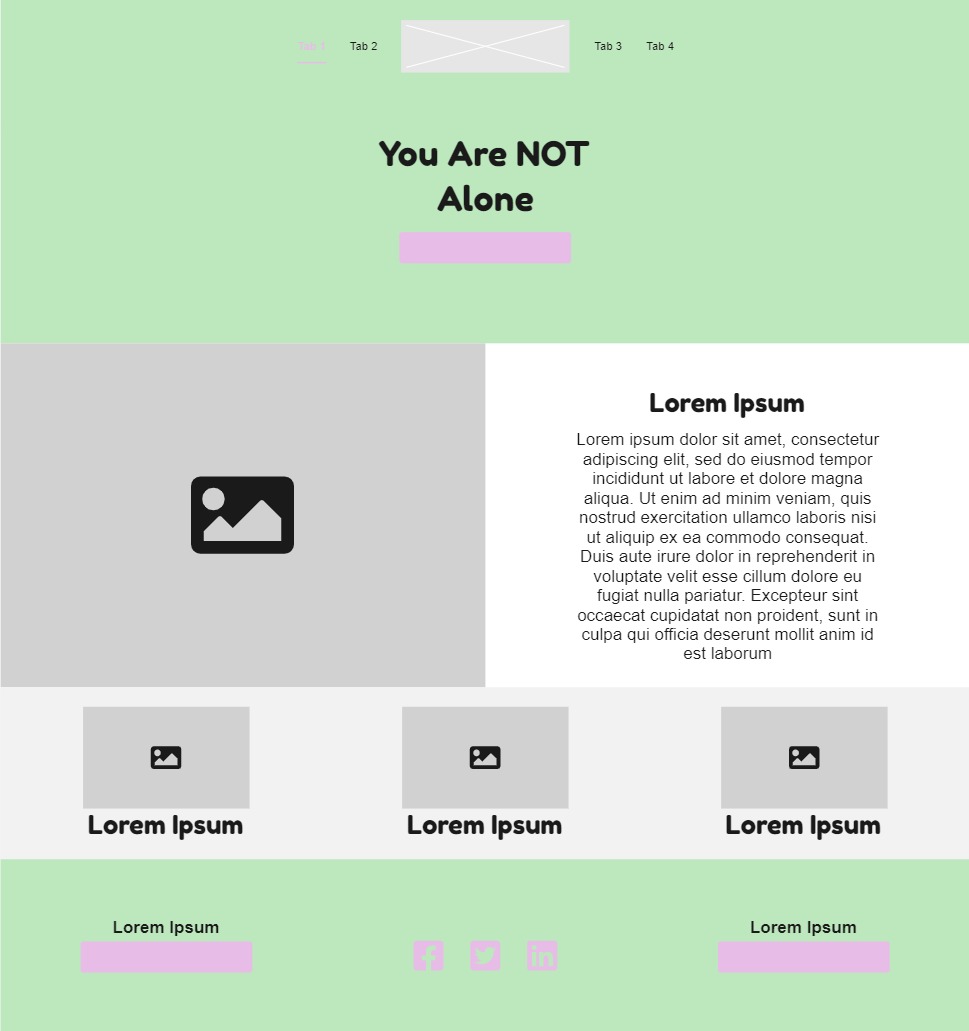 Tab 1 Tab 2 Tab 3 Tab 4
You Are NOT
Alone
Lorem Ipsum
Lorem ipsum dolor sit amet, consectetur
adipiscing elit, sed do eiusmod tempor
incididunt ut labore et dolore magna
aliqua. Ut enim ad minim veniam, quis
nostrud exercitation ullamco laboris nisi
ut aliquip ex ea commodo consequat.
Duis aute irure dolor in reprehenderit in
voluptate velit esse cillum dolore eu
fugiat nulla pariatur. Excepteur sint
occaecat cupidatat non proident, sunt in
culpa qui officia deserunt mollit anim id
est laborum
Lorem Ipsum Lorem Ipsum Lorem Ipsum
Lorem Ipsum Lorem Ipsum